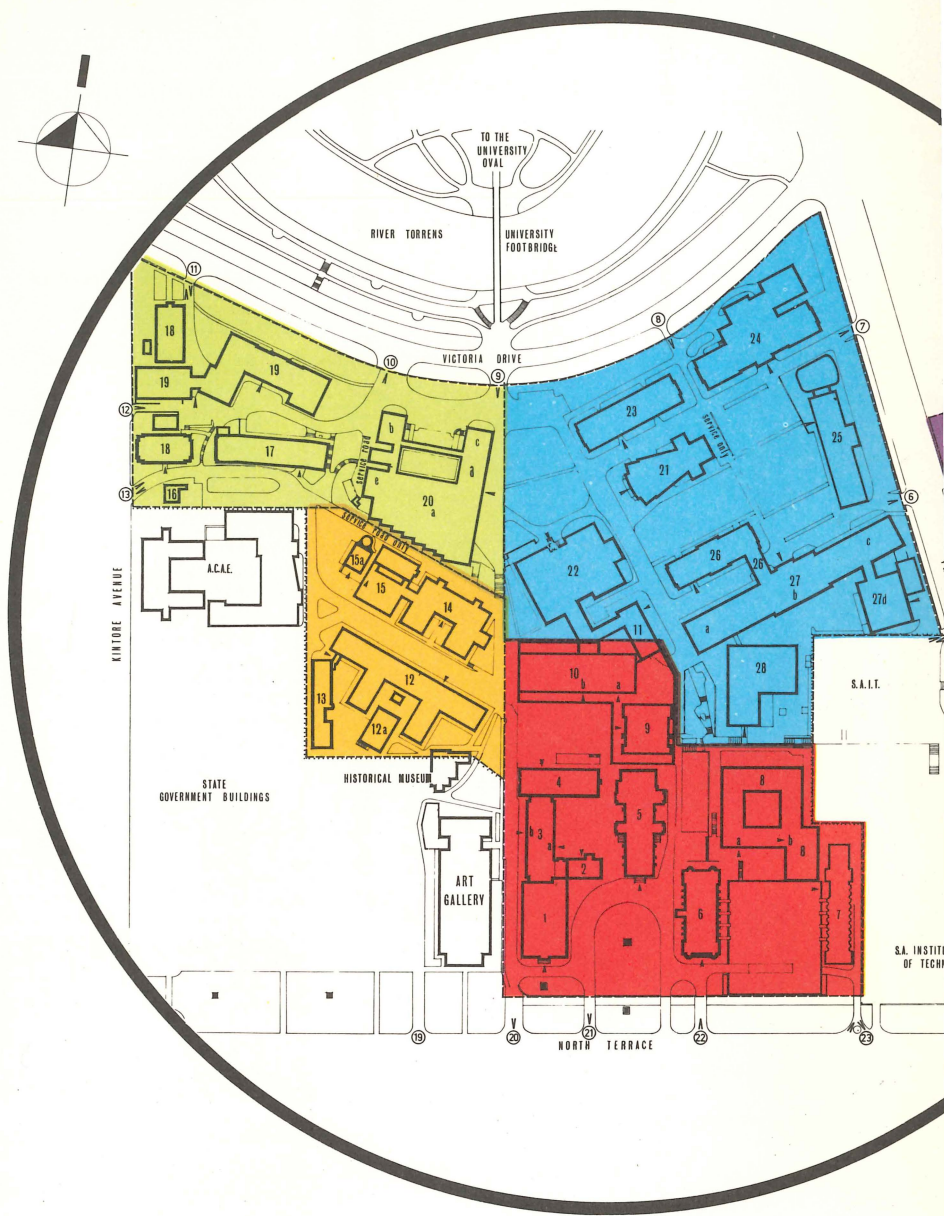 TO THE
UNIVERSITY
OVAL
RIVER TORRENS
UNIVERSITY
FOOTBRIDGE
VICTORIA DRIVE
11
10
9
8
7
12
13
6
18
19
19
18
17
16
b
c
a
e
20
a
service road
24
23
service only
21
25
22
26
26
c
27
b
a
27d
11
28
S.A.I.T.
A.C.A.E.
KINTORE AVENUE
service road only
15a
15
14
12
13
12a
HISTORICAL MUSEUM
STATE
GOVERNMENT BUILDINGS
ART
GALLERY
10
b
a
9
4
5
8
b
3
a
2
a
b
8
1
6
7
S.A. INSTIT
OF TECHN
19
20
21
22
23
NORTH TERRACE